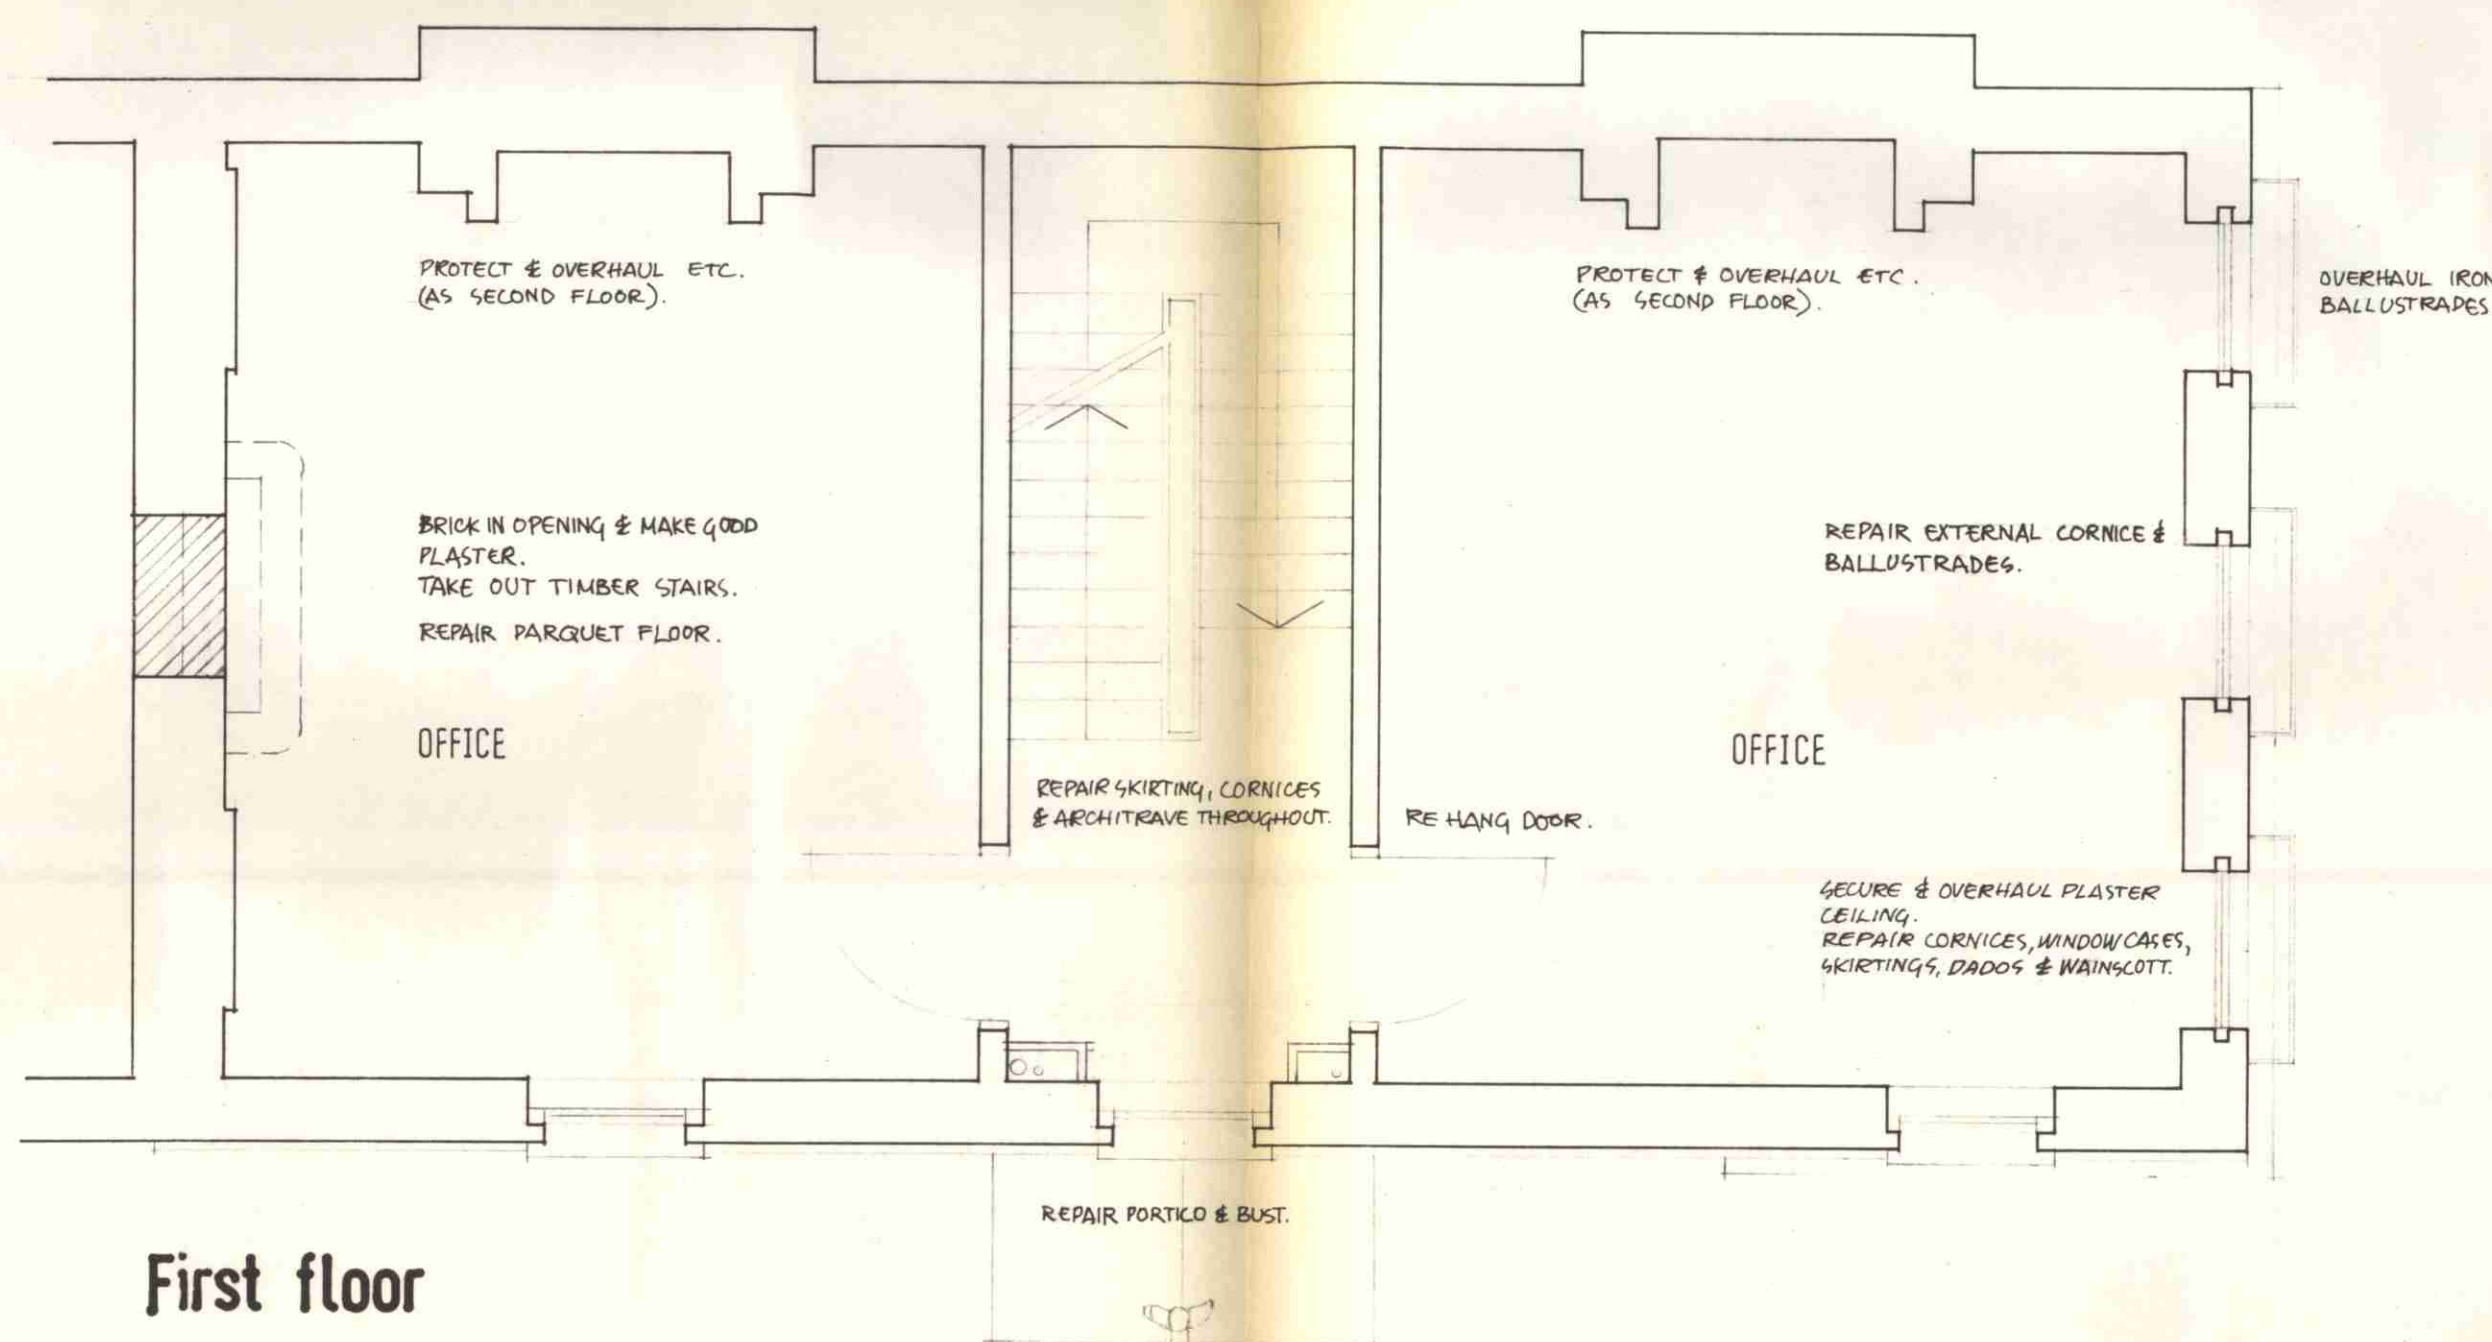 PROTECT & OVERHAUL ETC.
(AS SECOND FLOOR).
BRICK IN OPENING & MAKE GOOD
PLASTER.
TAKE OUT TIMBER STAIRS.
REPAIR PARQUET FLOOR.
OFFICE
REPAIR SKIRTING, CORNICES
& ARCHITRAVE THROUGHOUT.
RE HANG DOOR.
PROTECT & OVERHAUL ETC.
(AS SECOND FLOOR).
OVERHAUL IRON
BALLUSTRADES
REPAIR EXTERNAL CORNICE &
BALLUSTRADES.
OFFICE
SECURE & OVERHAUL PLASTER
CEILING.
REPAIR CORNICES, WINDOW CASES,
SKIRTINGS, DADOS & WAINSCOTT.
REPAIR PORTICO & BUST.
First floor